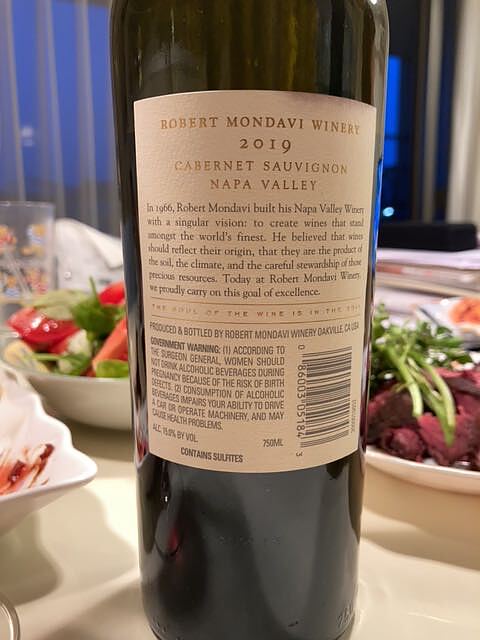 ROBERT MONDAVI WINERY
2019
CABERNET SAUVIGNON
NAPA VALLEY
In 1966, Robert Mondavi built his Napa Valley Winery
with a singular vision: to create wines that stand
amongst the world's finest. He believed that wines
should reflect their origin, that they are the product of
the soil, the climate, and the careful stewardship of those
precious resources. Today at Robert Mondavi Winery,
we proudly carry on this goal of excellence.
THE SOUL OF THE WINE IS IN THE
PRODUCED & BOTTLED BY ROBERT MONDAVI WINERY OAKVILLE, CA USA
GOVERNMENT WARNING: (1) ACCORDING TO
THE SURGEON GENERAL, WOMEN SHOULD
NOT DRINK ALCOHOLIC BEVERAGES DURING
PREGNANCY BECAUSE OF THE RISK OF BIRTH
DEFECTS. (2) CONSUMPTION OF ALCOHOLIC
BEVERAGES IMPAIRS YOUR ABILITY TO DRIVE
A CAR OR OPERATE MACHINERY, AND MAY
CAUSE HEALTH PROBLEMS.
ALC. 15.0% BY VOL. 750ML
CONTAINS SULFITES
0 86003 05184 3